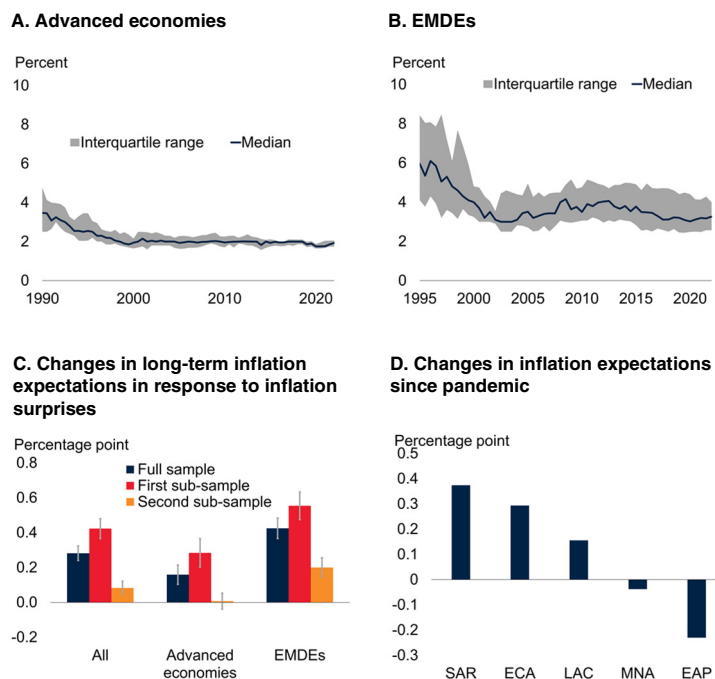 A. Advanced economies
Percent
10
8
6
4
2
0
Interquartile range
Median
1990
2000
2010
2020
B. EMDEs
Percent
10
8
6
4
2
0
Interquartile range
Median
1995
2000
2005
2010
2015
2020
C. Changes in long-term inflation
expectations in response to inflation
surprises
Percentage point
0.8
0.6
0.4
0.2
0.0
-0.2
Full sample
First sub-sample
Second sub-sample
All
Advanced
economies
EMDEs
D. Changes in inflation expectations
since pandemic
Percentage point
0.5
0.4
0.3
0.2
0.1
0
-0.1
-0.2
-0.3
SAR
ECA
LAC
MNA
EAP